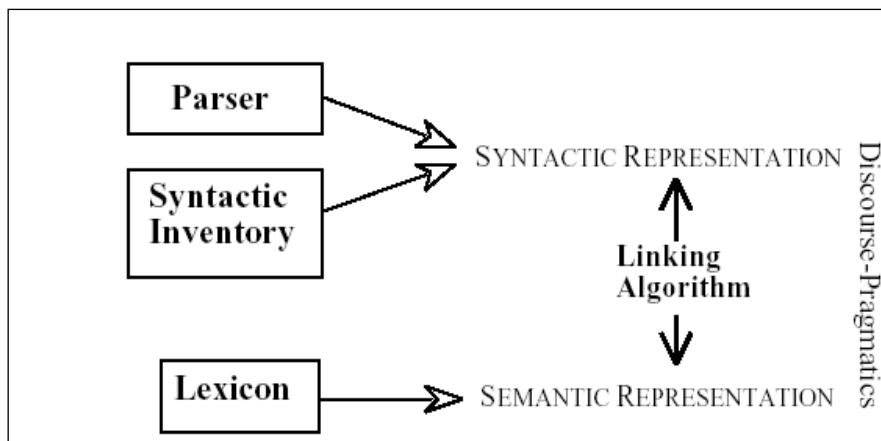 Parser
SYNTACTIC REPRESENTATION
Syntactic
Inventory
Linking
Algorithm
Lexicon
SEMANTIC REPRESENTATION
Discourse-Pragmatics